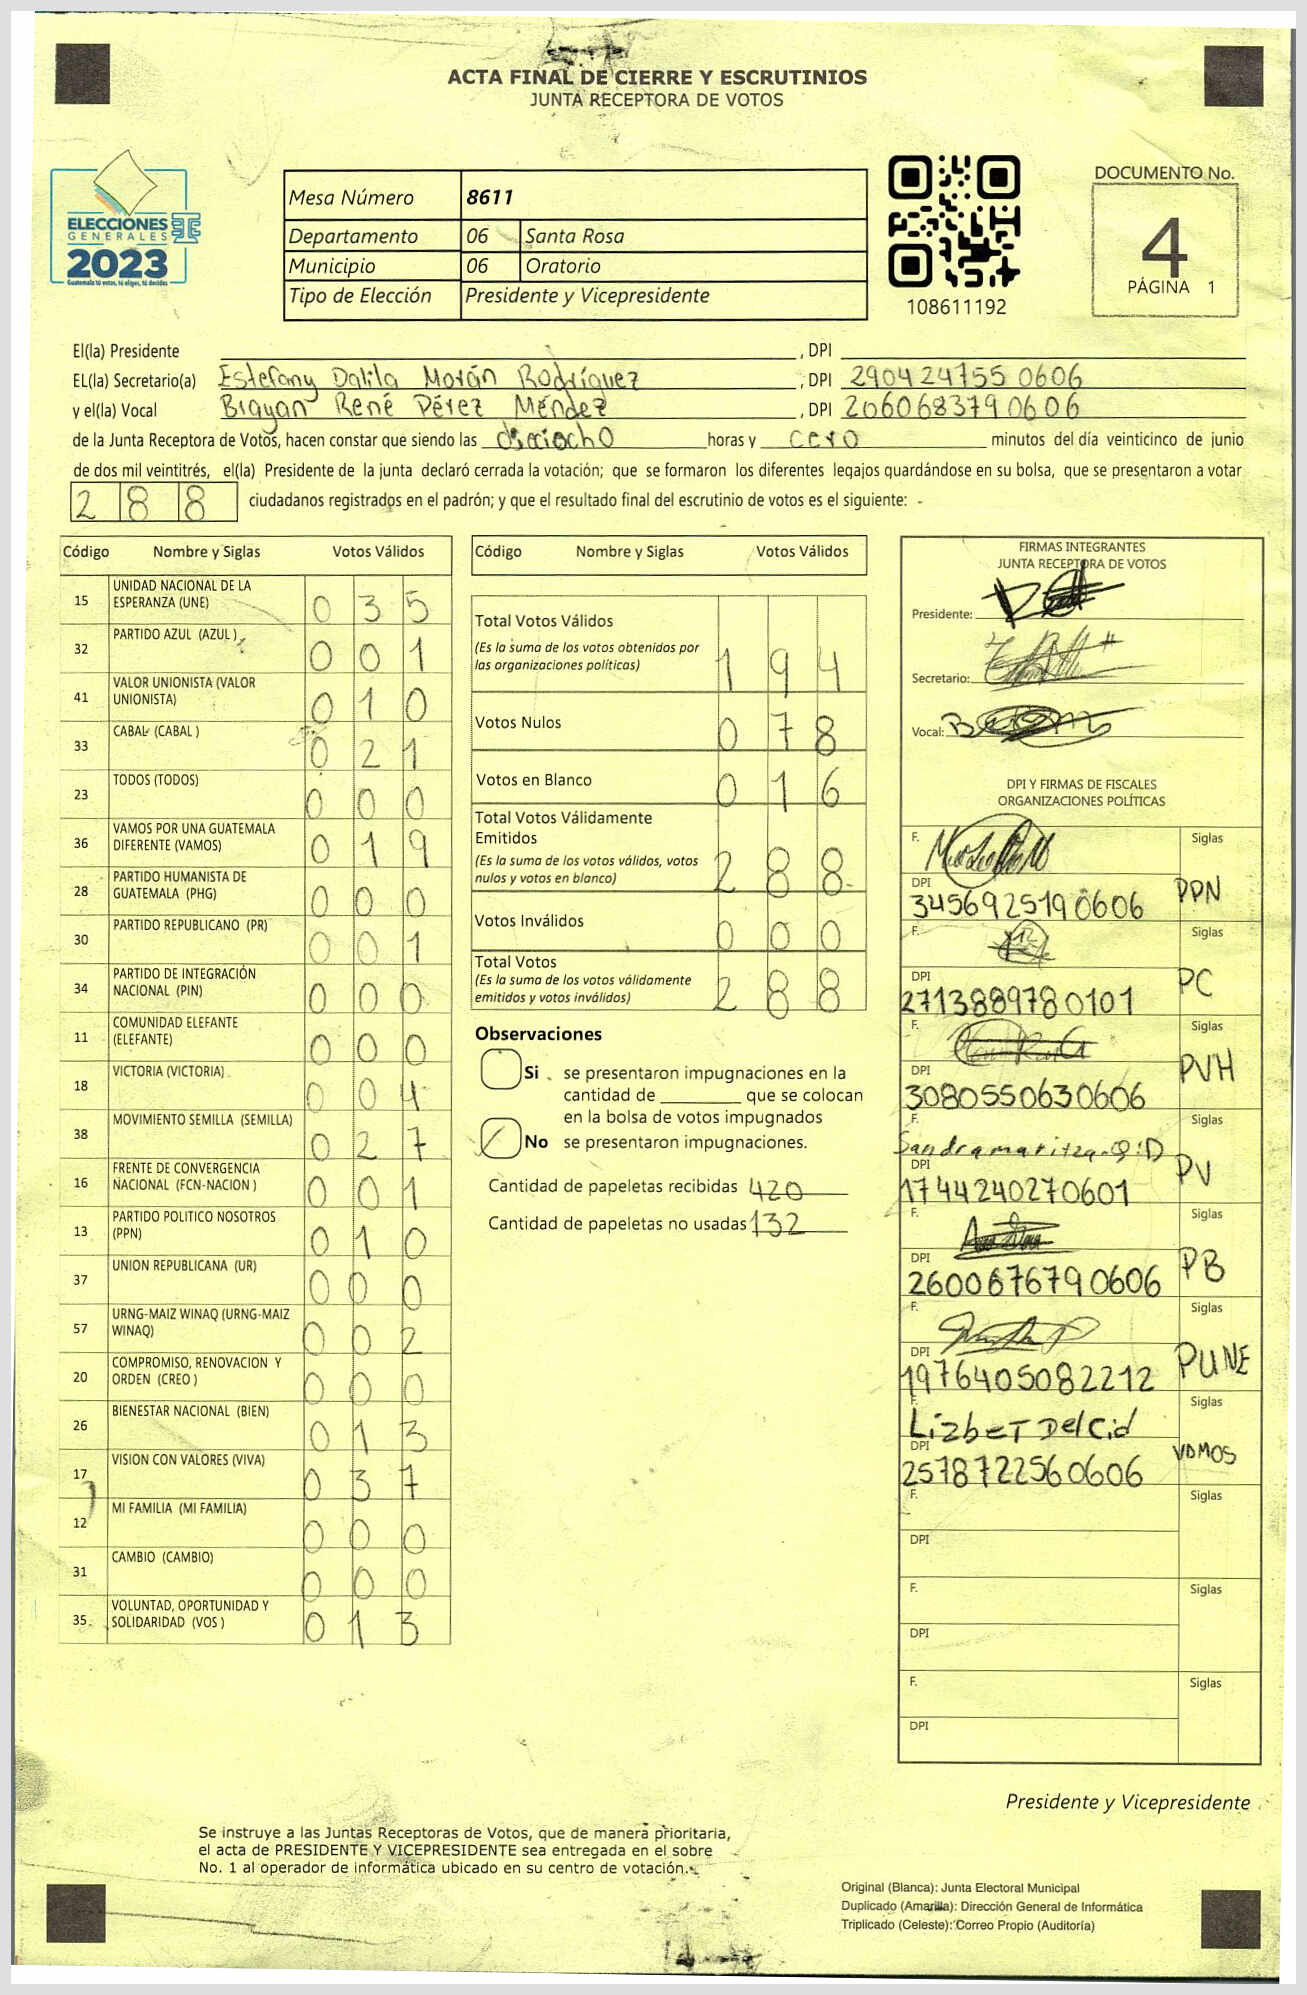 ACTA FINAL DE CIERRE Y ESCRUTINIOS
JUNTA RECEPTORA DE VOTOS
ELECCIONES
GENERALES
2023
Guatemala tú votas, tú eliges, tú decides
Mesa Número 8611
Departamento 06 Santa Rosa
Municipio 06 Oratorio
Tipo de Elección Presidente y Vicepresidente
108611192
DOCUMENTO No.
4
PÁGINA 1
El(la) Presidente , DPI
EL(la) Secretario(a) Estefany Dalila Morán Rodríguez , DPI 290424755 0606
y el(la) Vocal Brayan René Pérez Méndez , DPI 206068379 0606
de la Junta Receptora de Votos, hacen constar que siendo las dieciocho horas y cero minutos del día veinticinco de junio
de dos mil veintitrés, el(la) Presidente de la junta declaró cerrada la votación; que se formaron los diferentes legajos quardándose en su bolsa, que se presentaron a votar
288 ciudadanos registrados en el padrón; y que el resultado final del escrutinio de votos es el siguiente: -
Código Nombre y Siglas Votos Válidos
15 UNIDAD NACIONAL DE LA ESPERANZA (UNE) 0 3 5
32 PARTIDO AZUL (AZUL) 0 0 1
41 VALOR UNIONISTA (VALOR UNIONISTA) 0 1 0
33 CABAL (CABAL ) 0 2 1
23 TODOS (TODOS) 0 0 0
36 VAMOS POR UNA GUATEMALA DIFERENTE (VAMOS) 0 1 9
28 PARTIDO HUMANISTA DE GUATEMALA (PHG) 0 0 0
30 PARTIDO REPUBLICANO (PR) 0 0 1
34 PARTIDO DE INTEGRACIÓN NACIONAL (PIN) 0 0 0
11 COMUNIDAD ELEFANTE (ELEFANTE) 0 0 0
18 VICTORIA (VICTORIA) 0 0 4
38 MOVIMIENTO SEMILLA (SEMILLA) 0 2 7
16 FRENTE DE CONVERGENCIA NACIONAL (FCN-NACION ) 0 0 1
13 PARTIDO POLITICO NOSOTROS (PPN) 0 1 0
37 UNION REPUBLICANA (UR) 0 0 0
57 URNG-MAIZ WINAQ (URNG-MAIZ WINAQ) 0 0 2
20 COMPROMISO, RENOVACION Y ORDEN (CREO ) 0 0 0
26 BIENESTAR NACIONAL (BIEN) 0 1 3
17 VISION CON VALORES (VIVA) 0 3 7
12 MI FAMILIA (MI FAMILIA) 0 0 0
31 CAMBIO (CAMBIO) 0 0 0
35 VOLUNTAD, OPORTUNIDAD Y SOLIDARIDAD (VOS ) 0 1 3
Código Nombre y Siglas Votos Válidos
Total Votos Válidos
(Es la suma de los votos obtenidos por
las organizaciones políticas) 1 9 4
Votos Nulos 0 7 8
Votos en Blanco 0 1 6
Total Votos Válidamente
Emitidos
(Es la suma de los votos válidos, votos
nulos y votos en blanco) 2 8 8
Votos Inválidos 0 0 0
Total Votos
(Es la suma de los votos válidamente
emitidos y votos inválidos) 2 8 8
Observaciones
Si se presentaron impugnaciones en la
cantidad de ________ que se colocan
en la bolsa de votos impugnados
No se presentaron impugnaciones.
Cantidad de papeletas recibidas 420
Cantidad de papeletas no usadas 132
FIRMAS INTEGRANTES
JUNTA RECEPTORA DE VOTOS
Presidente:
Secretario:
Vocal:
DPI Y FIRMAS DE FISCALES
ORGANIZACIONES POLÍTICAS
F. Siglas
DPI 345692519 0606 PPN
F. Siglas
DPI 2713889780101 PC
F. Siglas
DPI 3080550630606 PVH
F. Sandramaritza Siglas
DPI 1744240270601 PV
F. Siglas
DPI 260067679 0606 PB
F. Siglas
DPI 1976405082212 PUNE
F. Lizbet Del Cid Siglas
DPI 2578722560606 VAMOS
F. Siglas
DPI
F. Siglas
DPI
F. Siglas
DPI
Presidente y Vicepresidente
Se instruye a las Juntas Receptoras de Votos, que de manera prioritaria,
el acta de PRESIDENTE Y VICEPRESIDENTE sea entregada en el sobre
No. 1 al operador de informática ubicado en su centro de votación.
Original (Blanca): Junta Electoral Municipal
Duplicado (Amarilla): Dirección General de Informática
Triplicado (Celeste): Correo Propio (Auditoría)